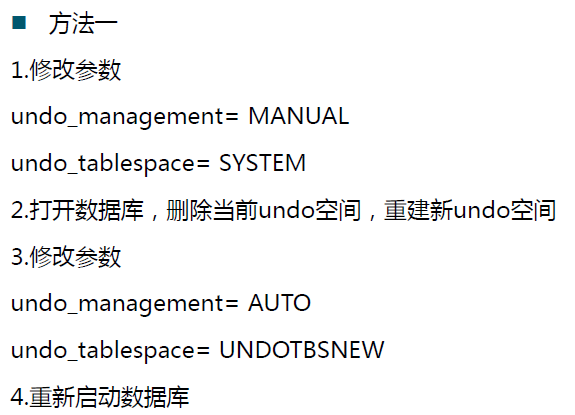 ■ 方法一
1.修改参数
undo_management= MANUAL
undo_tablespace= SYSTEM
2.打开数据库，删除当前undo空间，重建新undo空间
3.修改参数
undo_management= AUTO
undo_tablespace= UNDOTBSNEW
4.重新启动数据库